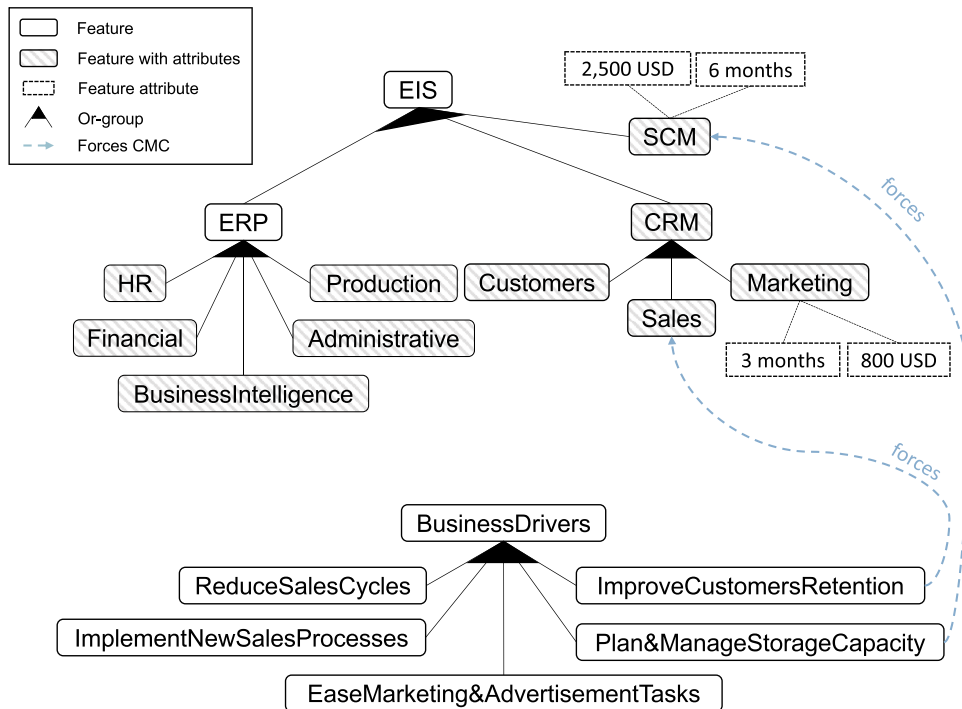 Feature
Feature with attributes
Feature attribute
Or-group
Forces CMC
2,500 USD
6 months
EIS
SCM
forces
ERP
CRM
HR
Production
Customers
Marketing
Financial
Administrative
Sales
3 months
800 USD
BusinessIntelligence
forces
BusinessDrivers
ReduceSalesCycles
ImproveCustomersRetention
ImplementNewSalesProcesses
Plan&ManageStorageCapacity
EaseMarketing&AdvertisementTasks